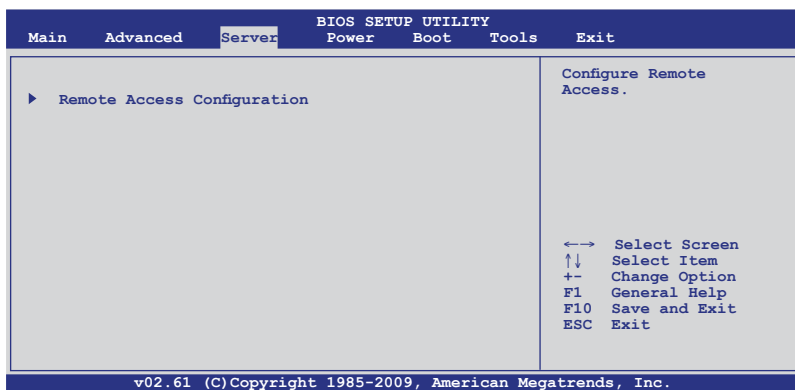 BIOS SETUP UTILITY
Main Advanced Server Power Boot Tools Exit
Remote Access Configuration
Configure Remote
Access.
←→ Select Screen
↑↓ Select Item
+- Change Option
F1 General Help
F10 Save and Exit
ESC Exit
v02.61 (C)Copyright 1985-2009, American Megatrends, Inc.